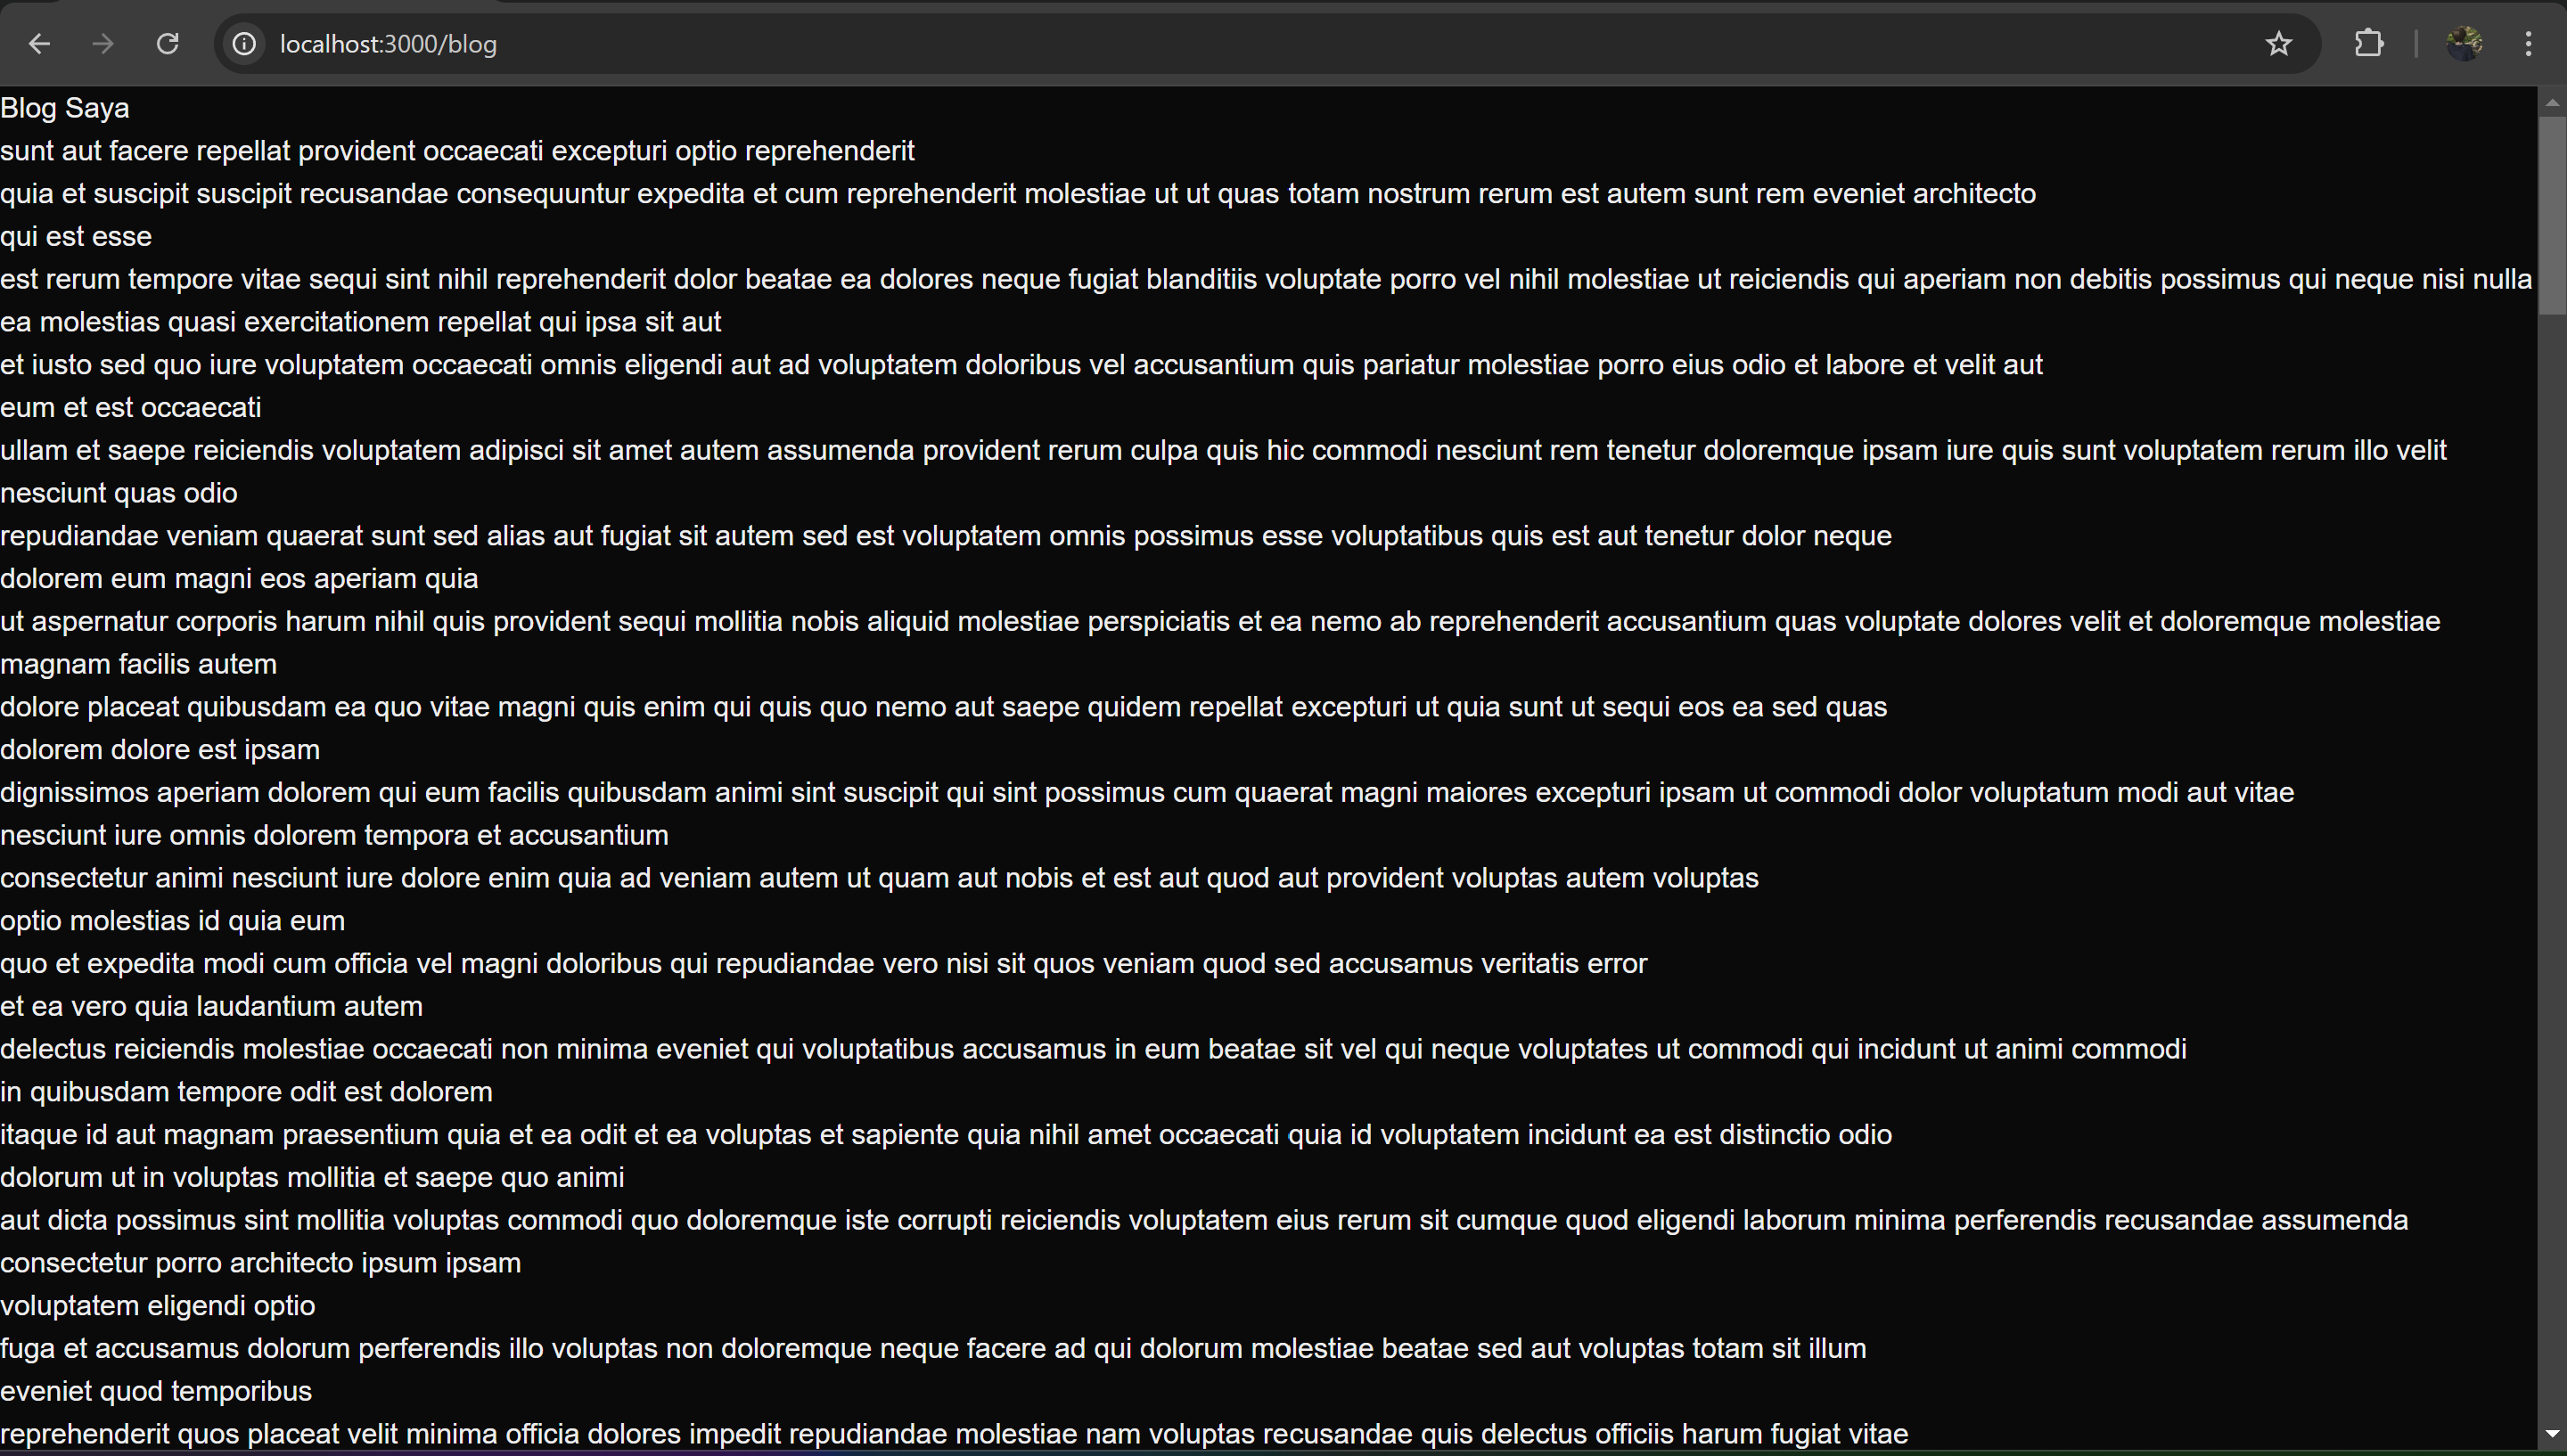 localhost:3000/blog
Blog Saya
sunt aut facere repellat provident occaecati excepturi optio reprehenderit
quia et suscipit suscipit recusandae consequuntur expedita et cum reprehenderit molestiae ut ut quas totam nostrum rerum est autem sunt rem eveniet architecto
qui est esse
est rerum tempore vitae sequi sint nihil reprehenderit dolor beatae ea dolores neque fugiat blanditiis voluptate porro vel nihil molestiae ut reiciendis qui aperiam non debitis possimus qui neque nisi nulla
ea molestias quasi exercitationem repellat qui ipsa sit aut
et iusto sed quo iure voluptatem occaecati omnis eligendi aut ad voluptatem doloribus vel accusantium quis pariatur molestiae porro eius odio et labore et velit aut
eum et est occaecati
ullam et saepe reiciendis voluptatem adipisci sit amet autem assumenda provident rerum culpa quis hic commodi nesciunt rem tenetur doloremque ipsam iure quis sunt voluptatem rerum illo velit
nesciunt quas odio
repudiandae veniam quaerat sunt sed alias aut fugiat sit autem sed est voluptatem omnis possimus esse voluptatibus quis est aut tenetur dolor neque
dolorem eum magni eos aperiam quia
ut aspernatur corporis harum nihil quis provident sequi mollitia nobis aliquid molestiae perspiciatis et ea nemo ab reprehenderit accusantium quas voluptate dolores velit et doloremque molestiae
magnam facilis autem
dolore placeat quibusdam ea quo vitae magni quis enim qui quis quo nemo aut saepe quidem repellat excepturi ut quia sunt ut sequi eos ea sed quas
dolorem dolore est ipsam
dignissimos aperiam dolorem qui eum facilis quibusdam animi sint suscipit qui sint possimus cum quaerat magni maiores excepturi ipsam ut commodi dolor voluptatum modi aut vitae
nesciunt iure omnis dolorem tempora et accusantium
consectetur animi nesciunt iure dolore enim quia ad veniam autem ut quam aut nobis et est aut quod aut provident voluptas autem voluptas
optio molestias id quia eum
quo et expedita modi cum officia vel magni doloribus qui repudiandae vero nisi sit quos veniam quod sed accusamus veritatis error
et ea vero quia laudantium autem
delectus reiciendis molestiae occaecati non minima eveniet qui voluptatibus accusamus in eum beatae sit vel qui neque voluptates ut commodi qui incidunt ut animi commodi
in quibusdam tempore odit est dolorem
itaque id aut magnam praesentium quia et ea odit et ea voluptas et sapiente quia nihil amet occaecati quia id voluptatem incidunt ea est distinctio odio
dolorum ut in voluptas mollitia et saepe quo animi
aut dicta possimus sint mollitia voluptas commodi quo doloremque iste corrupti reiciendis voluptatem eius rerum sit cumque quod eligendi laborum minima perferendis recusandae assumenda
consectetur porro architecto ipsum ipsam
voluptatem eligendi optio
fuga et accusamus dolorum perferendis illo voluptas non doloremque neque facere ad qui dolorum molestiae beatae sed aut voluptas totam sit illum
eveniet quod temporibus
reprehenderit quos placeat velit minima officia dolores impedit repudiandae molestiae nam voluptas recusandae quis delectus officiis harum fugiat vitae